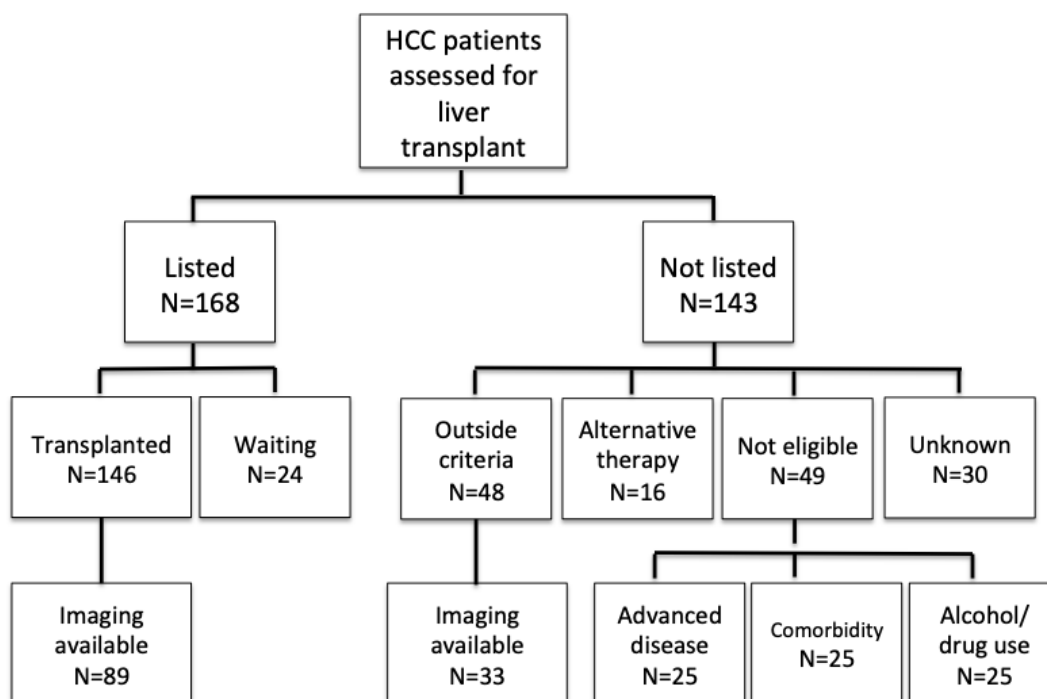 HCC patients
assessed for
liver
transplant
Listed
N=168
Not listed
N=143
Transplanted
N=146
Waiting
N=24
Outside
criteria
N=48
Alternative
therapy
N=16
Not eligible
N=49
Unknown
N=30
Imaging
available
N=89
Imaging
available
N=33
Advanced
disease
N=25
Comorbidity
N=25
Alcohol/
drug use
N=25